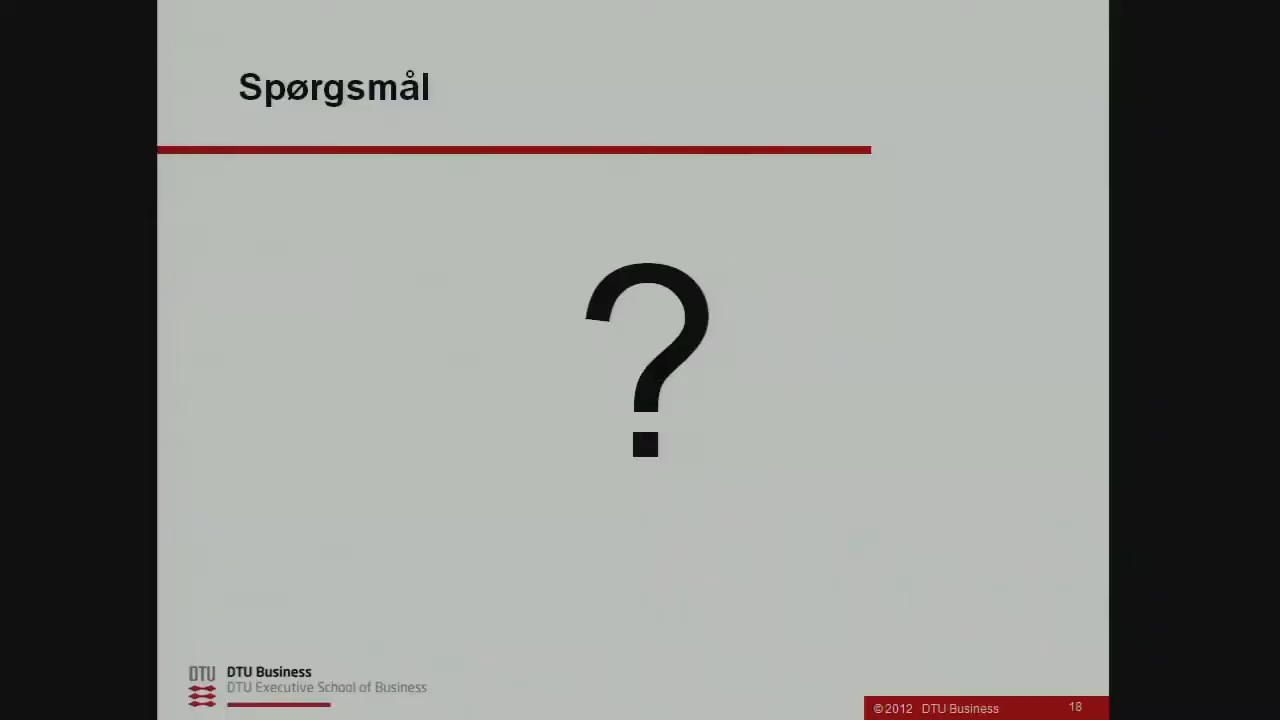 Spørgsmål
?
DTU
DTU Business
DTU Executive School of Business
©2012 DTU Business
18